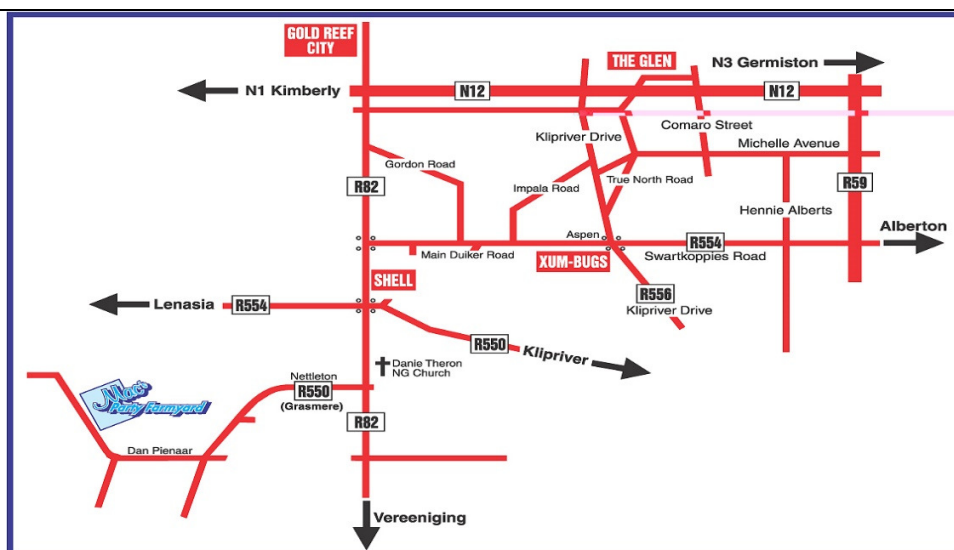 GOLD REEF
CITY
THE GLEN
N3 Germiston
N1 Kimberly
N12
N12
Comaro Street
Klipriver Drive
Michelle Avenue
Gordon Road
True North Road
R82
Impala Road
R59
Hennie Alberts
Alberton
Aspen
R554
Main Duiker Road
XUM-BUGS
Swartkoppies Road
SHELL
R556
Lenasia
R554
Klipriver Drive
R550
Klipriver
Danie Theron
NG Church
Nettleton
R550
(Grasmere)
Mac's
Party Farmyard
R82
Dan Pienaar
Vereeniging